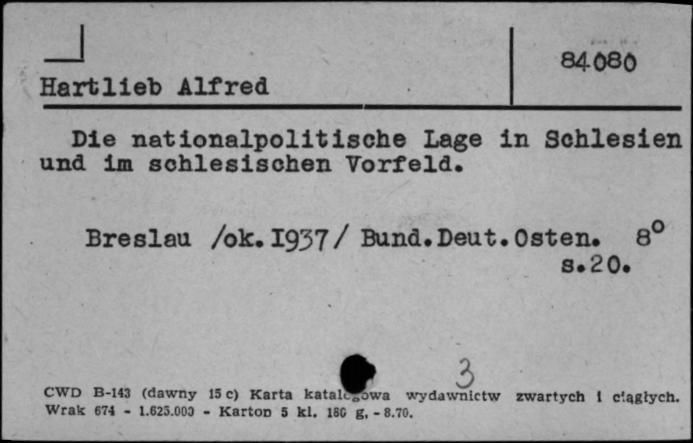 84080
Hartlieb Alfred
Die nationalpolitische Lage in Schlesien
und im schlesischen Vorfeld.
Breslau /ok.I937/ Bund.Deut.Osten. 8°
s.20.
3
CWD B-143 (dawny 15 c) Karta katalogowa wydawnictw zwartych i ciągłych.
Wrak 674 - 1.625.000 - Karton 5 kl. 180 g, - 8.70.